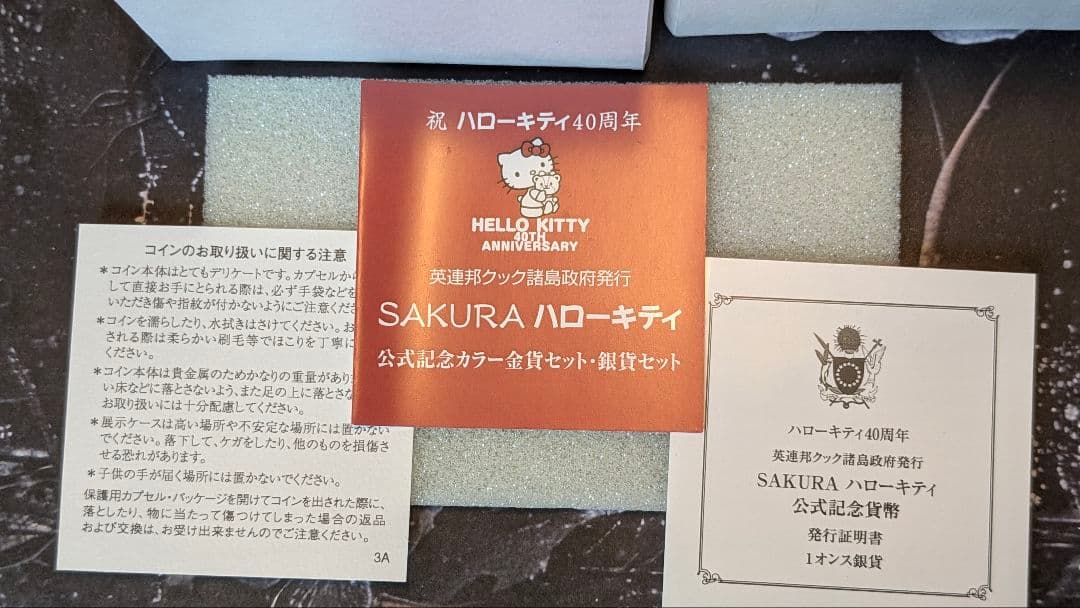 祝 ハローキティ40周年
HELLO KITTY
40TH
ANNIVERSARY
英連邦クック諸島政府発行
SAKURA ハローキティ
公式記念カラー金貨セット・銀貨セット
コインのお取り扱いに関する注意
＊コイン本体はとてもデリケートです。カプセルか
して直接お手にとられる際は、必ず手袋などを
いただき傷や指紋が付かないようにご注意くだ
＊コインを濡らしたり、水拭きはさけてください。お
される際は柔らかい刷毛等でほこりを丁寧に
ください。
＊コイン本体は貴金属のためかなりの重量があり
い床などに落とさないよう、また足の上に落とさな
お取り扱いには十分配慮してください。
＊展示ケースは高い場所や不安定な場所には置かない
でください。落下して、ケガをしたり、他のものを損傷さ
せる恐れがあります。
＊子供の手が届く場所には置かないでください。
保護用カプセル・パッケージを開けてコインを出された際に、
落としたり、物に当たって傷つけてしまった場合の返品
および交換は、お受け出来ませんのでご注意ください。
3A
ハローキティ40周年
英連邦クック諸島政府発行
SAKURA ハローキティ
公式記念貨幣
発行証明書
1オンス銀貨